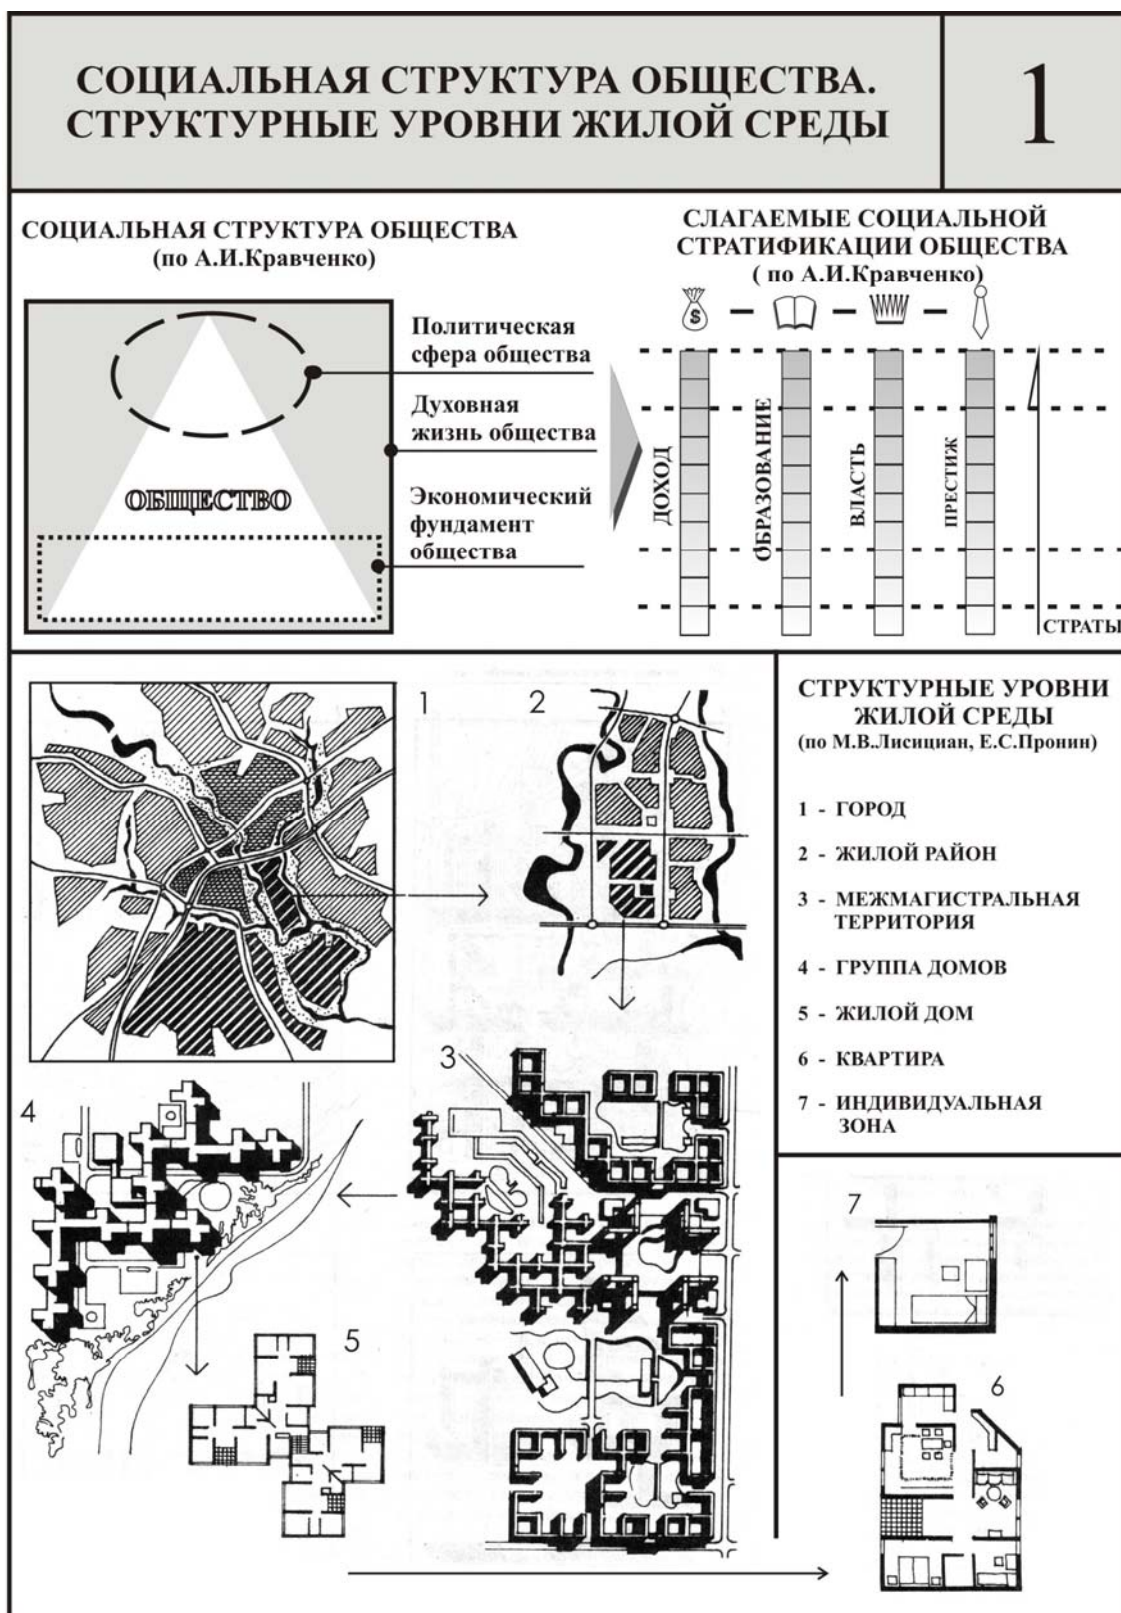 СОЦИАЛЬНАЯ СТРУКТУРА ОБЩЕСТВА.
СТРУКТУРНЫЕ УРОВНИ ЖИЛОЙ СРЕДЫ
1
СОЦИАЛЬНАЯ СТРУКТУРА ОБЩЕСТВА
(по А.И.Кравченко)
Политическая
сфера общества
Духовная
жизнь общества
Экономический
фундамент
общества
ОБЩЕСТВО
СЛАГАЕМЫЕ СОЦИАЛЬНОЙ
СТРАТИФИКАЦИИ ОБЩЕСТВА
( по А.И.Кравченко)
$
ДОХОД
ОБРАЗОВАНИЕ
ВЛАСТЬ
ПРЕСТИЖ
СТРАТЫ
1
2
3
4
5
СТРУКТУРНЫЕ УРОВНИ
ЖИЛОЙ СРЕДЫ
(по М.В.Лисициан, Е.С.Пронин)
1 - ГОРОД
2 - ЖИЛОЙ РАЙОН
3 - МЕЖМАГИСТРАЛЬНАЯ
ТЕРРИТОРИЯ
4 - ГРУППА ДОМОВ
5 - ЖИЛОЙ ДОМ
6 - КВАРТИРА
7 - ИНДИВИДУАЛЬНАЯ
ЗОНА
7
6